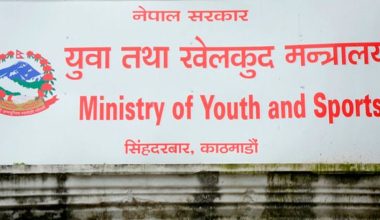 नेपाल सरकार
युवा तथा खेलकुद मन्त्रालय
Ministry of Youth and Sports
सिंहदरबार, काठमाडौं